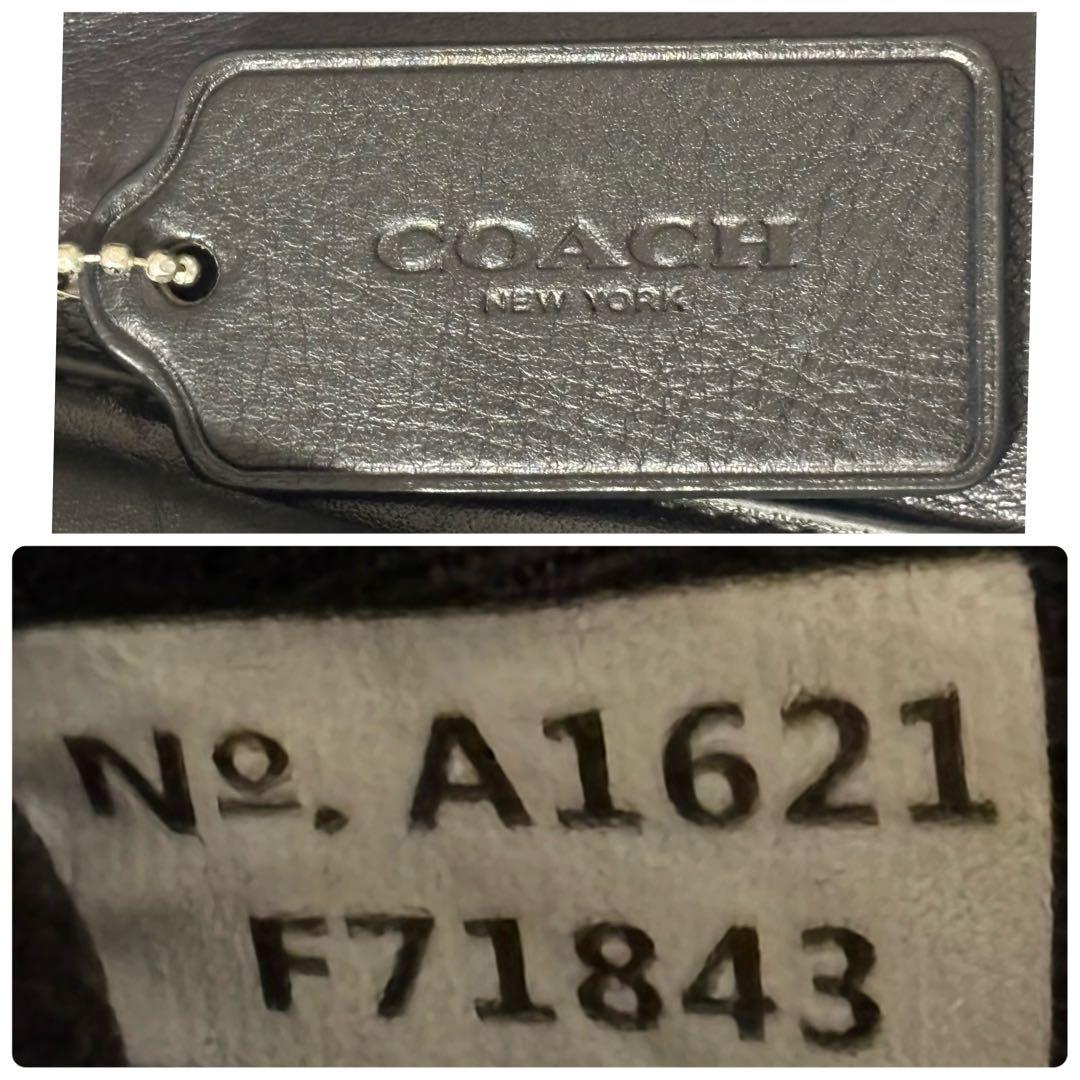 COACH
NEW YORK
Nº. A1621
F71843